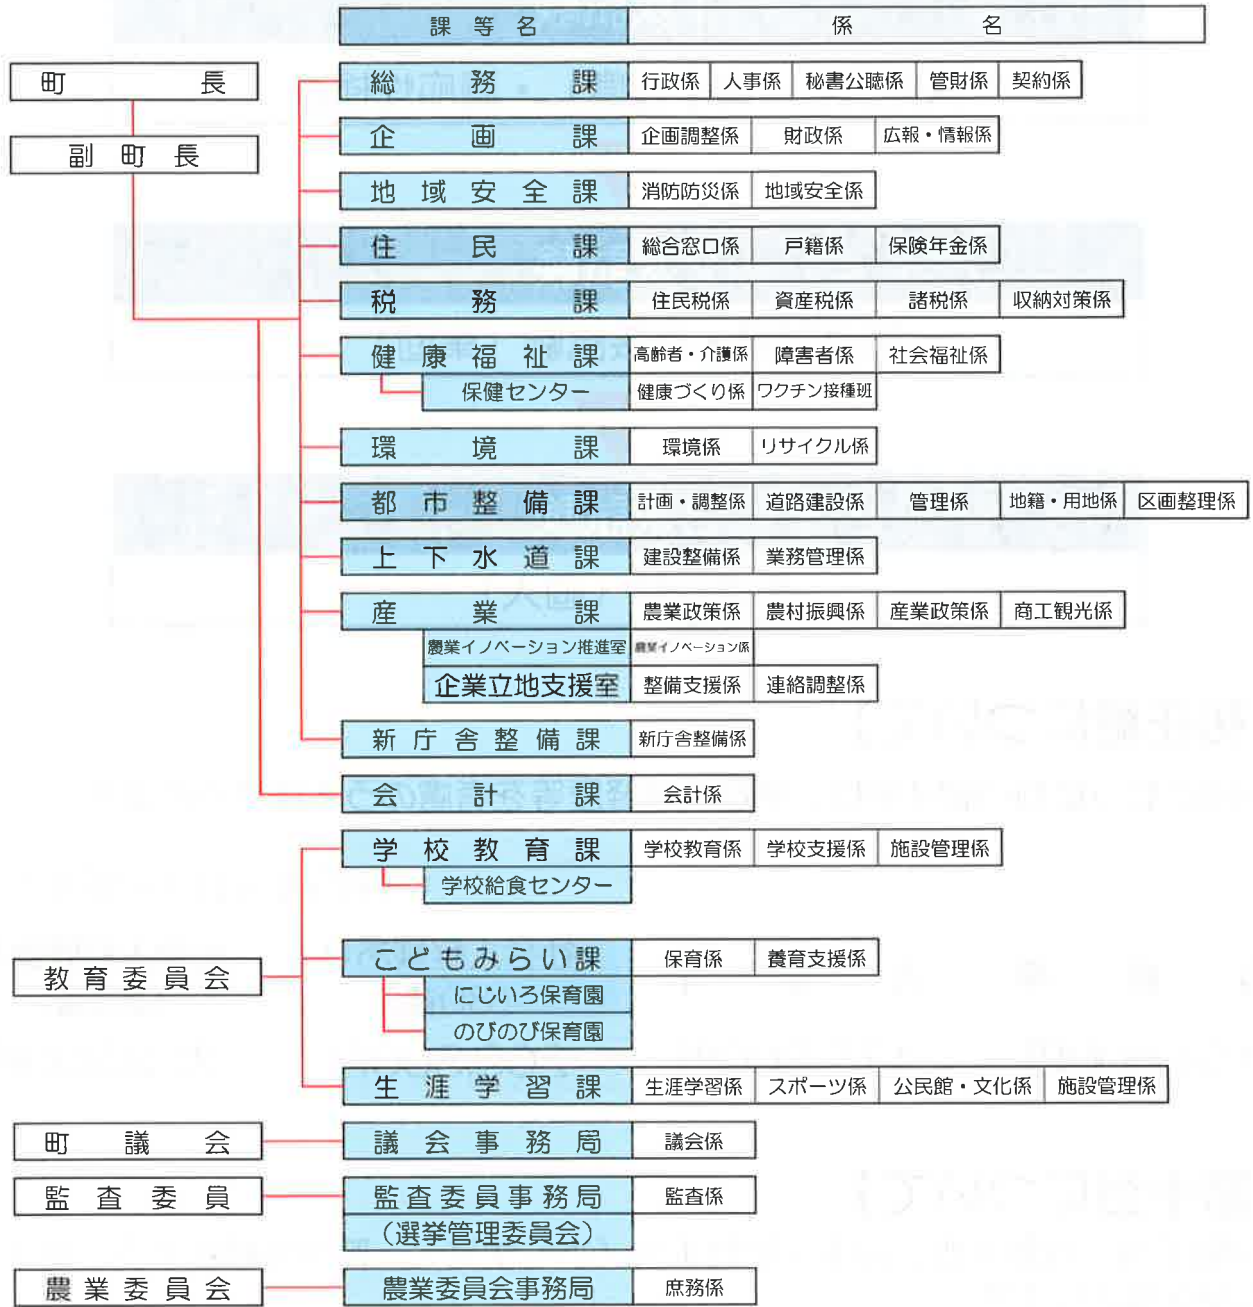 課等名 係名
町長
副町長
総務課 行政係 人事係 秘書公聴係 管財係 契約係
企画課 企画調整係 財政係 広報・情報係
地域安全課 消防防災係 地域安全係
住民課 総合窓口係 戸籍係 保険年金係
税務課 住民税係 資産税係 諸税係 収納対策係
健康福祉課 高齢者・介護係 障害者係 社会福祉係
保健センター 健康づくり係 ワクチン接種班
環境課 環境係 リサイクル係
都市整備課 計画・調整係 道路建設係 管理係 地籍・用地係 区画整理係
上下水道課 建設整備係 業務管理係
産業課 農業政策係 農村振興係 産業政策係 商工観光係
農業イノベーション推進室 農業イノベーション係
企業立地支援室 整備支援係 連絡調整係
新庁舎整備課 新庁舎整備係
会計課 会計係
教育委員会
学校教育課 学校教育係 学校支援係 施設管理係
学校給食センター
こどもみらい課 保育係 養育支援係
にじいろ保育園
のびのび保育園
生涯学習課 生涯学習係 スポーツ係 公民館・文化係 施設管理係
町議会 議会事務局 議会係
監査委員 監査委員事務局 監査係
(選挙管理委員会)
農業委員会 農業委員会事務局 庶務係